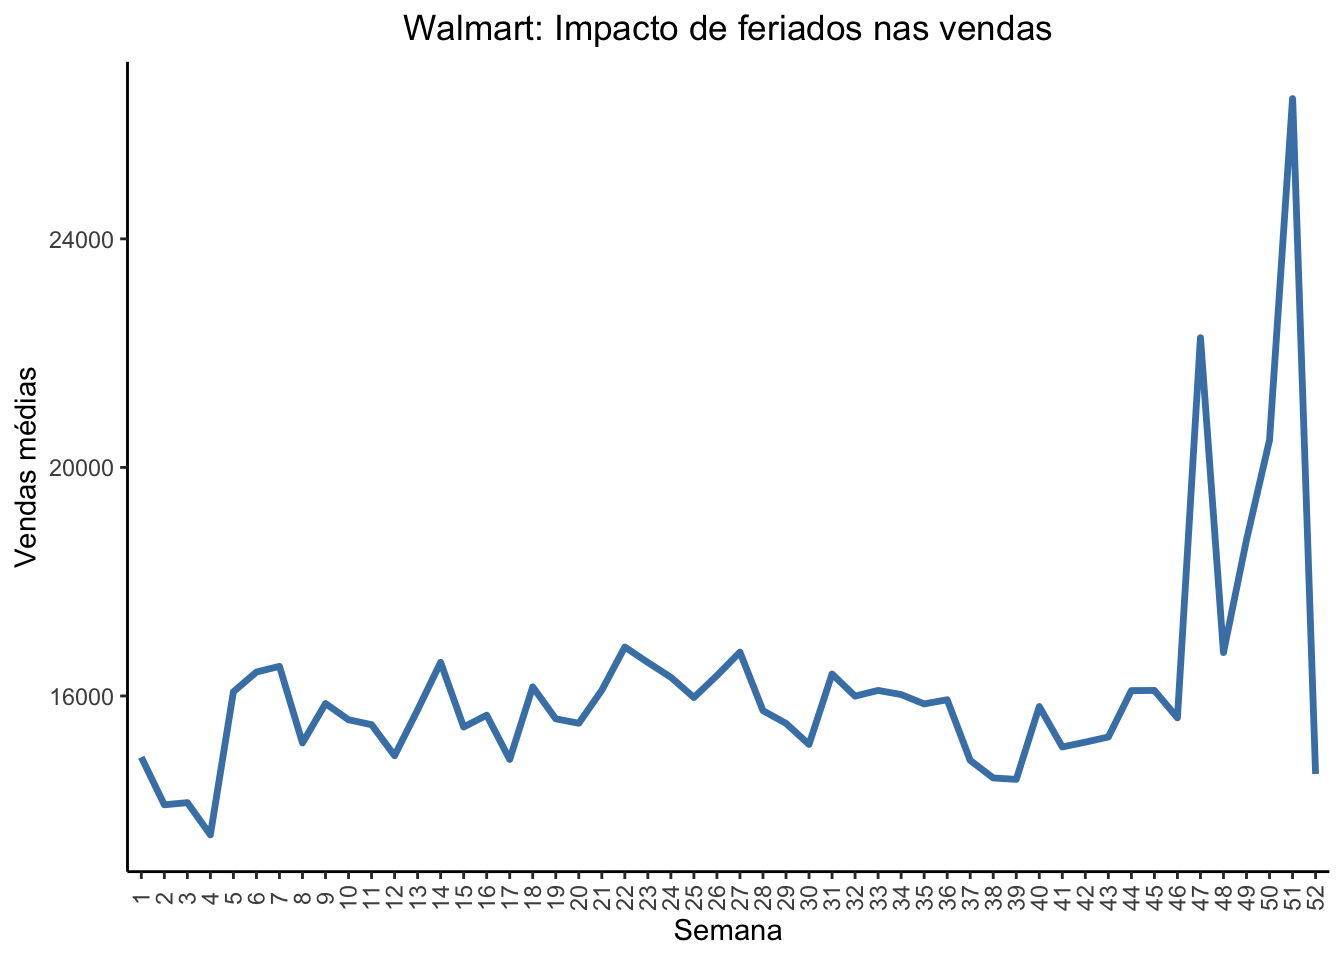 Walmart: Impacto de feriados nas vendas
Vendas médias
24000
20000
16000
1 2 3 4 5 6 7 8 9 10 11 12 13 14 15 16 17 18 19 20 21 22 23 24 25 26 27 28 29 30 31 32 33 34 35 36 37 38 39 40 41 42 43 44 45 46 47 48 49 50 51 52
Semana